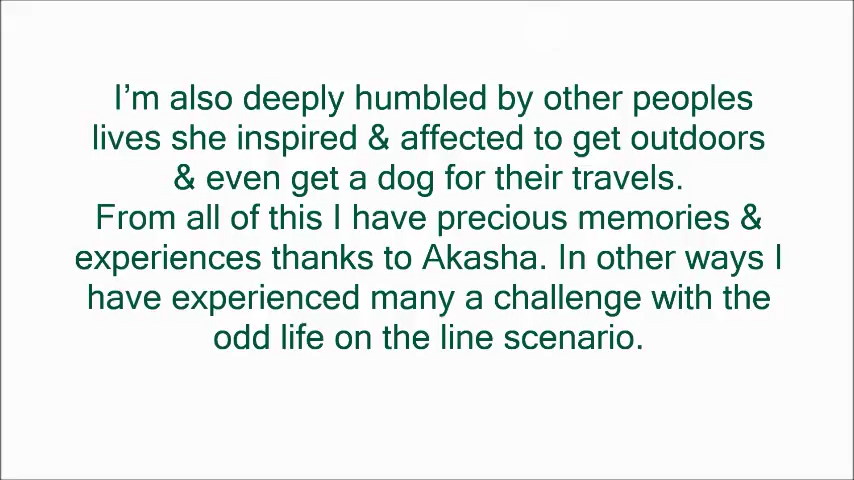 I’m also deeply humbled by other peoples
lives she inspired & affected to get outdoors
& even get a dog for their travels.
From all of this I have precious memories &
experiences thanks to Akasha. In other ways I
have experienced many a challenge with the
odd life on the line scenario.